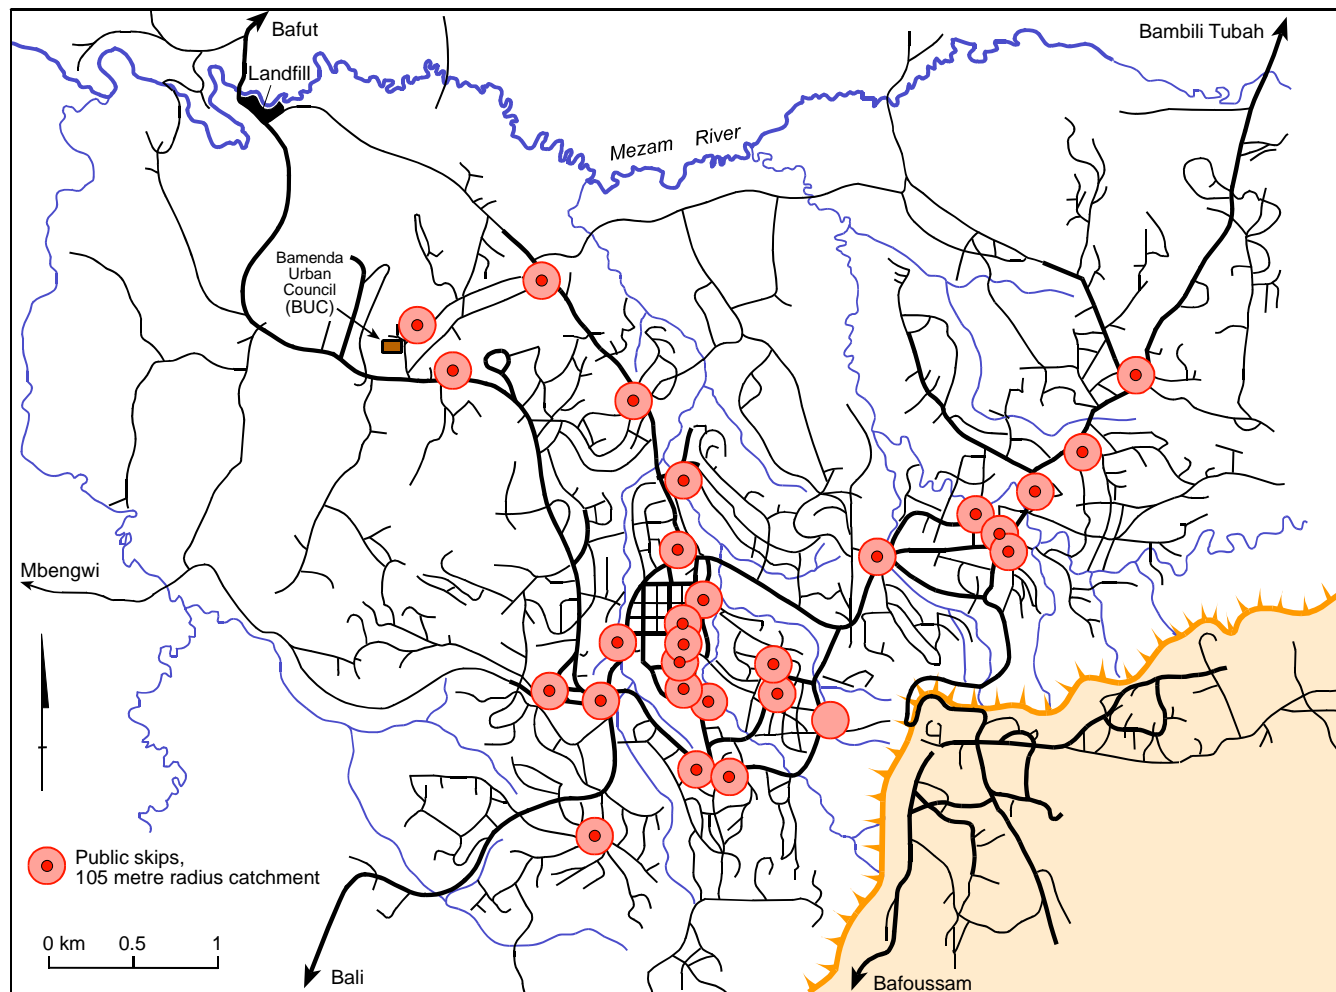 Bafut
Bambili Tubah
Landfill
Mezam River
Bamenda
Urban
Council
(BUC)
Mbengwi
Public skips,
105 metre radius catchment
0 km 0.5 1
Bali
Bafoussam